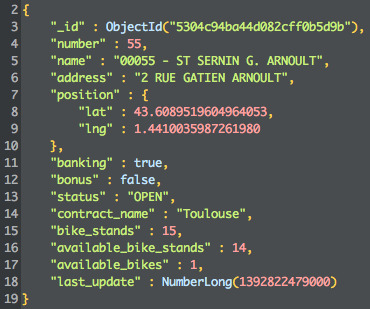 2 {
3 "_id" : ObjectId("5304c94ba44d082cff0b5d9b"),
4 "number" : 55,
5 "name" : "00055 - ST SERNIN G. ARNOULT",
6 "address" : "2 RUE GATIEN ARNOULT",
7 "position" : {
8 "lat" : 43.6089519604964053,
9 "lng" : 1.4410035987261980
10 },
11 "banking" : true,
12 "bonus" : false,
13 "status" : "OPEN",
14 "contract_name" : "Toulouse",
15 "bike_stands" : 15,
16 "available_bike_stands" : 14,
17 "available_bikes" : 1,
18 "last_update" : NumberLong(1392822479000)
19 }